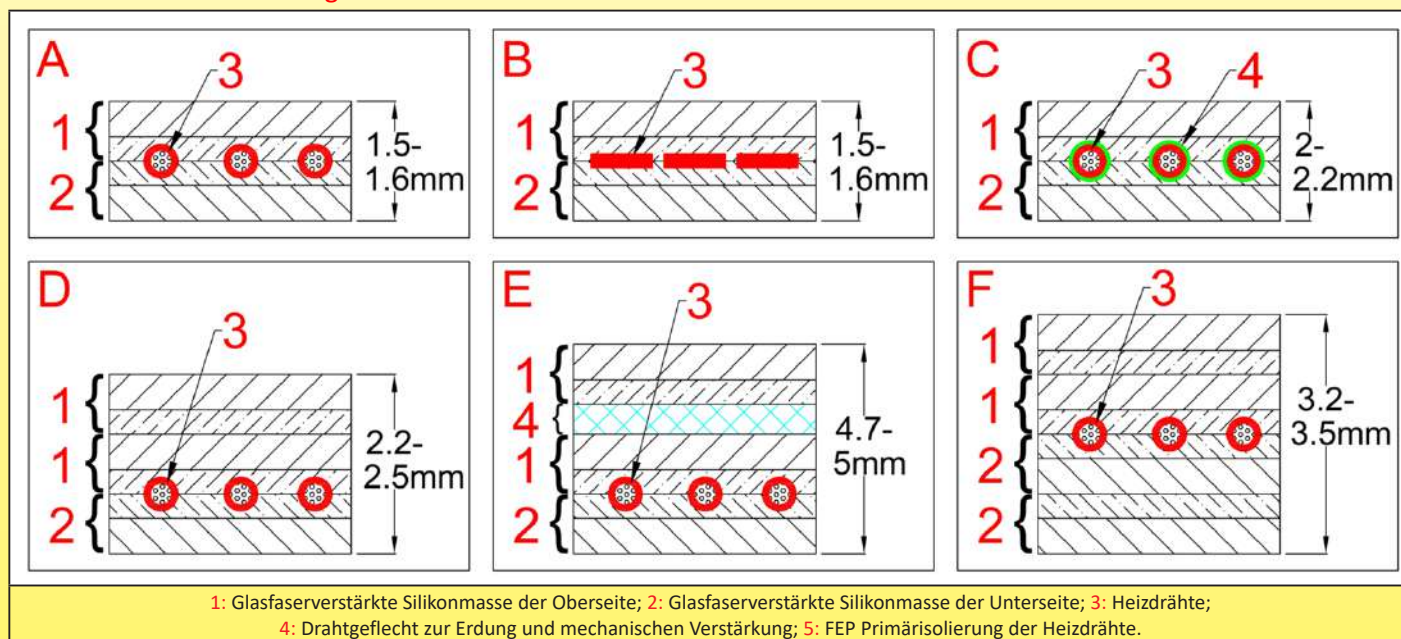 A
3
1
2
1.5-
1.6mm
B
3
1
2
1.5-
1.6mm
C
3
4
1
2
2-
2.2mm
D
3
1
1
2
2.2-
2.5mm
E
3
1
4
1
2
4.7-
5mm
F
3
1
1
2
2
3.2-
3.5mm
1: Glasfaserverstärkte Silikonmasse der Oberseite; 2: Glasfaserverstärkte Silikonmasse der Unterseite; 3: Heizdrähte;
4: Drahtgeflecht zur Erdung und mechanischen Verstärkung; 5: FEP Primärisolierung der Heizdrähte.